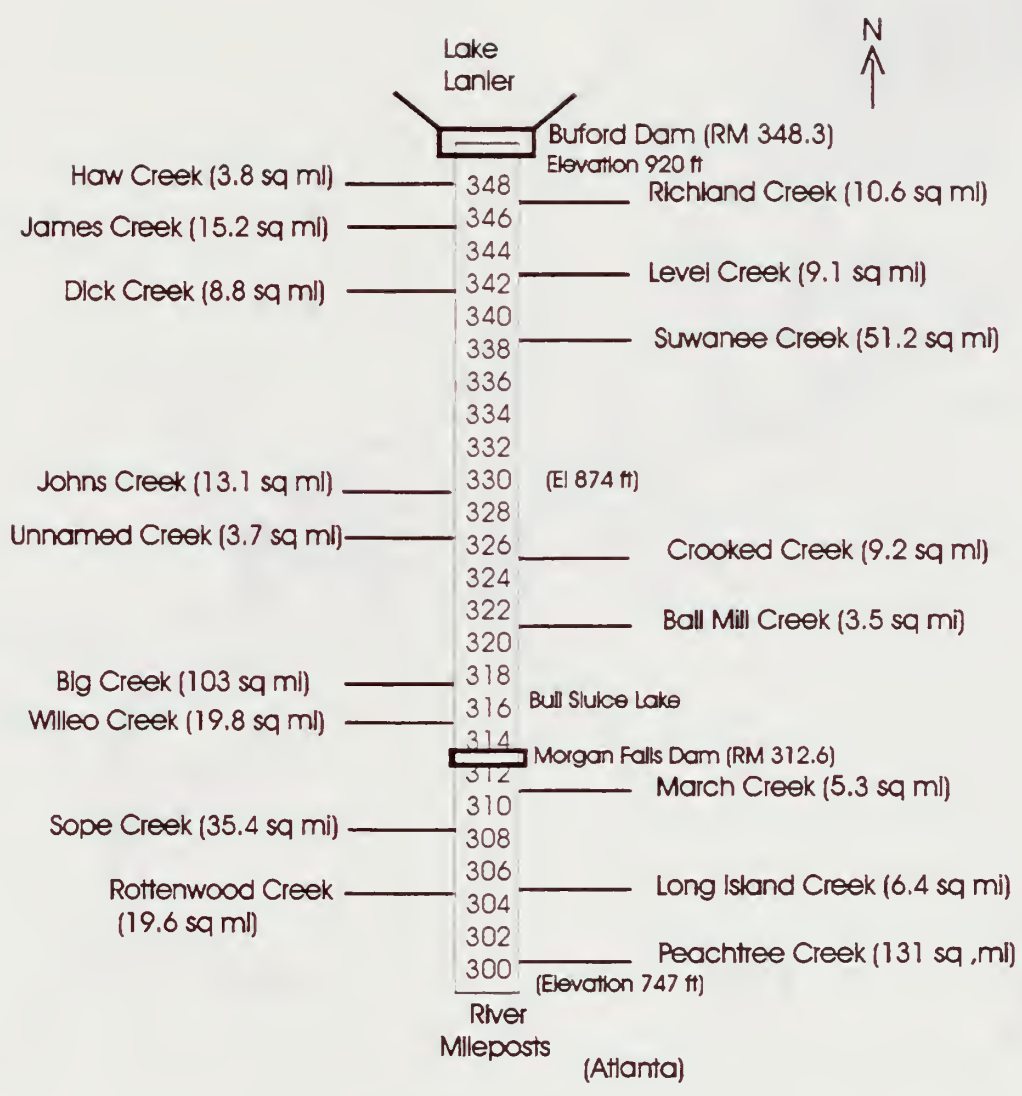 N
Lake
Lanier
Buford Dam (RM 348.3)
Elevation 920 ft
Haw Creek (3.8 sq mi)
348
Richland Creek (10.6 sq mi)
James Creek (15.2 sq mi)
346
344
Level Creek (9.1 sq mi)
342
Dick Creek (8.8 sq mi)
340
338
Suwanee Creek (51.2 sq mi)
336
334
332
Johns Creek (13.1 sq mi)
330
(El 874 ft)
328
Unnamed Creek (3.7 sq mi)
326
Crooked Creek (9.2 sq mi)
324
322
Ball Mill Creek (3.5 sq mi)
320
318
Big Creek (103 sq mi)
316
Bull Sluice Lake
Willeo Creek (19.8 sq mi)
314
Morgan Falls Dam (RM 312.6)
312
March Creek (5.3 sq mi)
310
Sope Creek (35.4 sq mi)
308
306
Rottenwood Creek
(19.6 sq mi)
Long Island Creek (6.4 sq mi)
304
302
Peachtree Creek (131 sq ,mi)
300
(Elevation 747 ft)
River
Mileposts
(Atlanta)